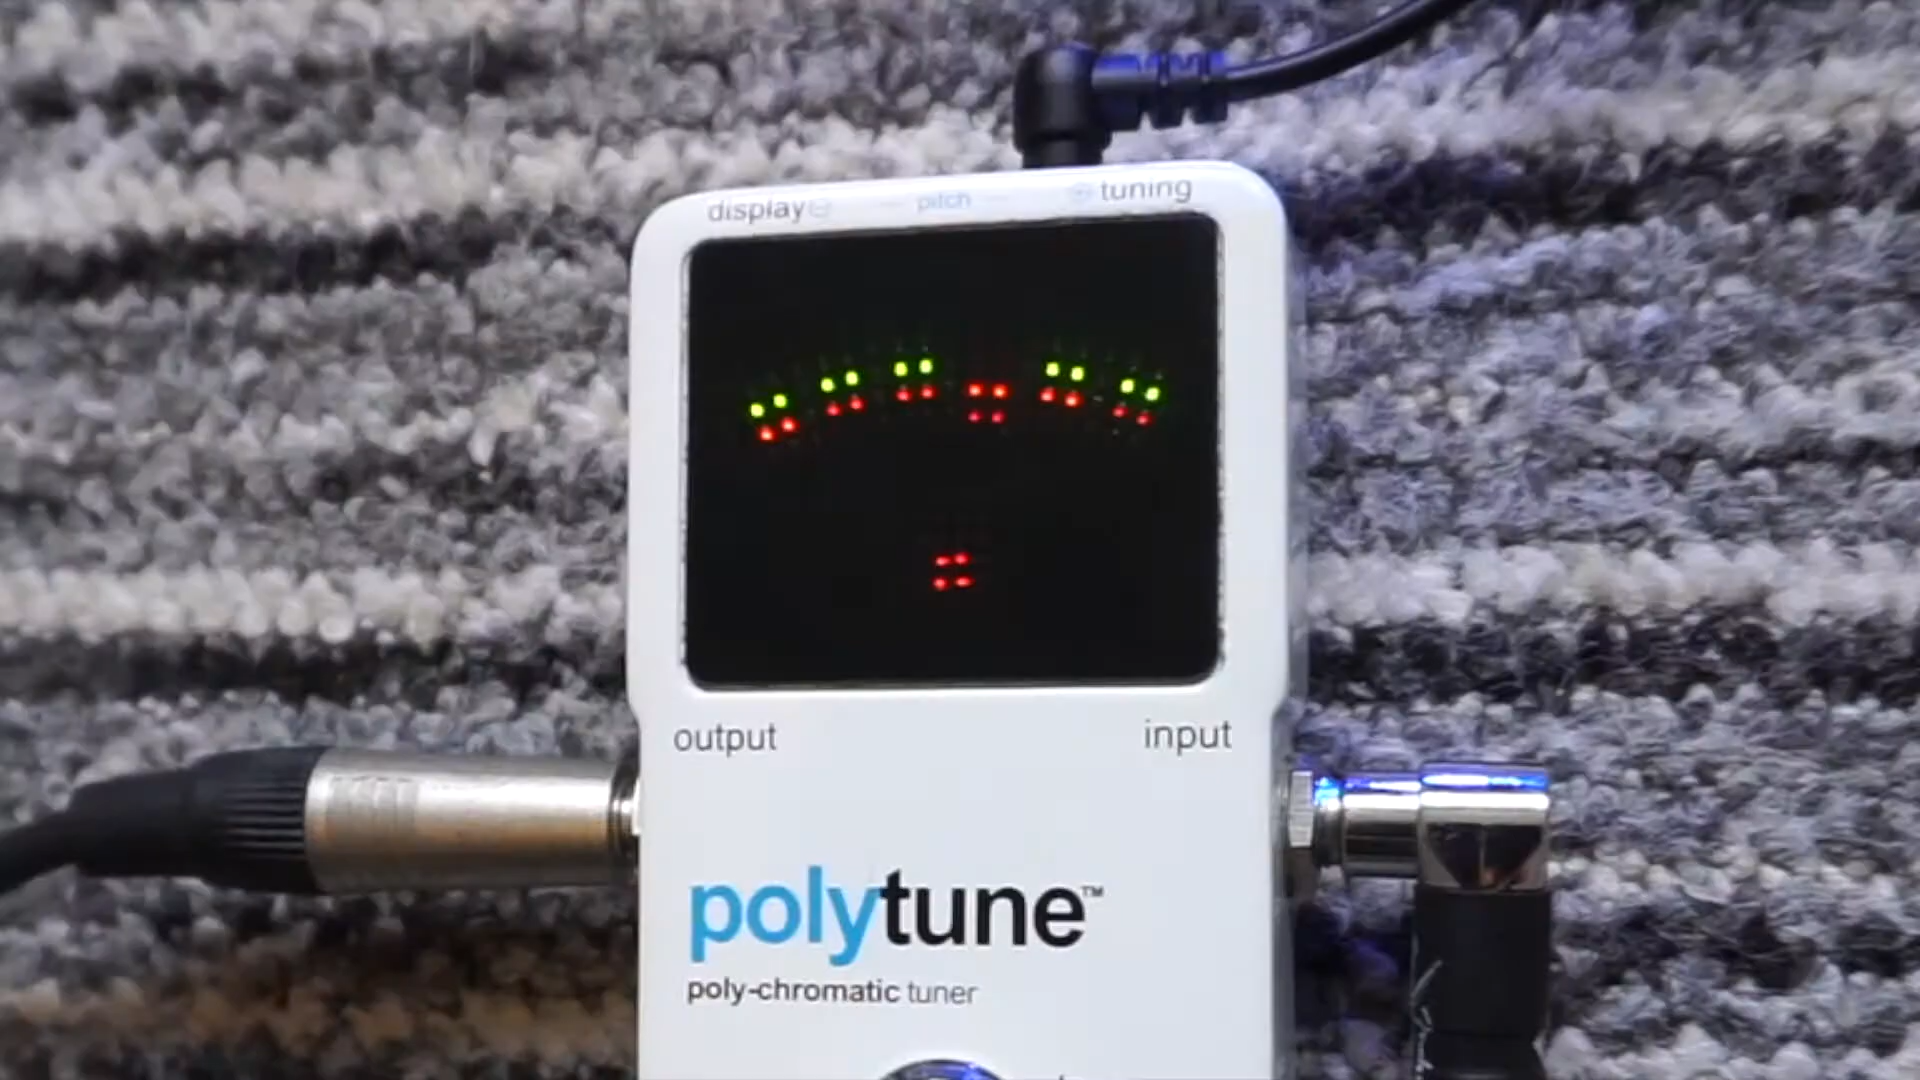 display pitch tuning
output input
polytune™
poly-chromatic tuner